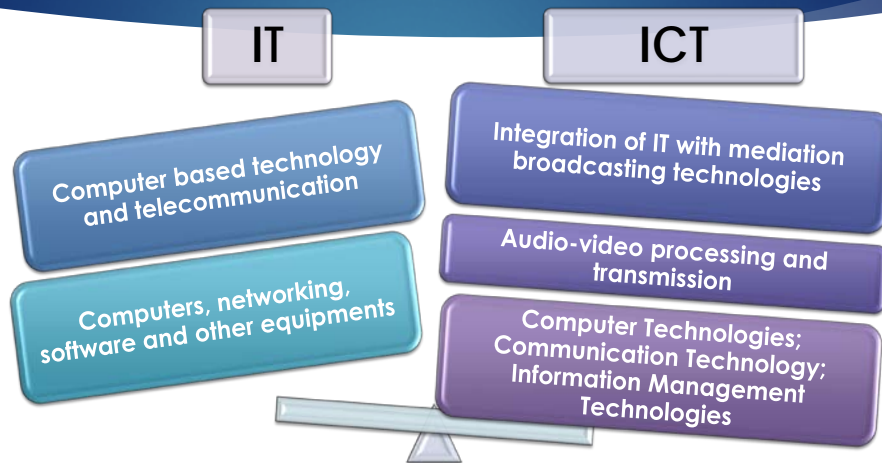 IT
Computer based technology
and telecommunication
Computers, networking,
software and other equipments
ICT
Integration of IT with mediation
broadcasting technologies
Audio-video processing and
transmission
Computer Technologies;
Communication Technology;
Information Management
Technologies